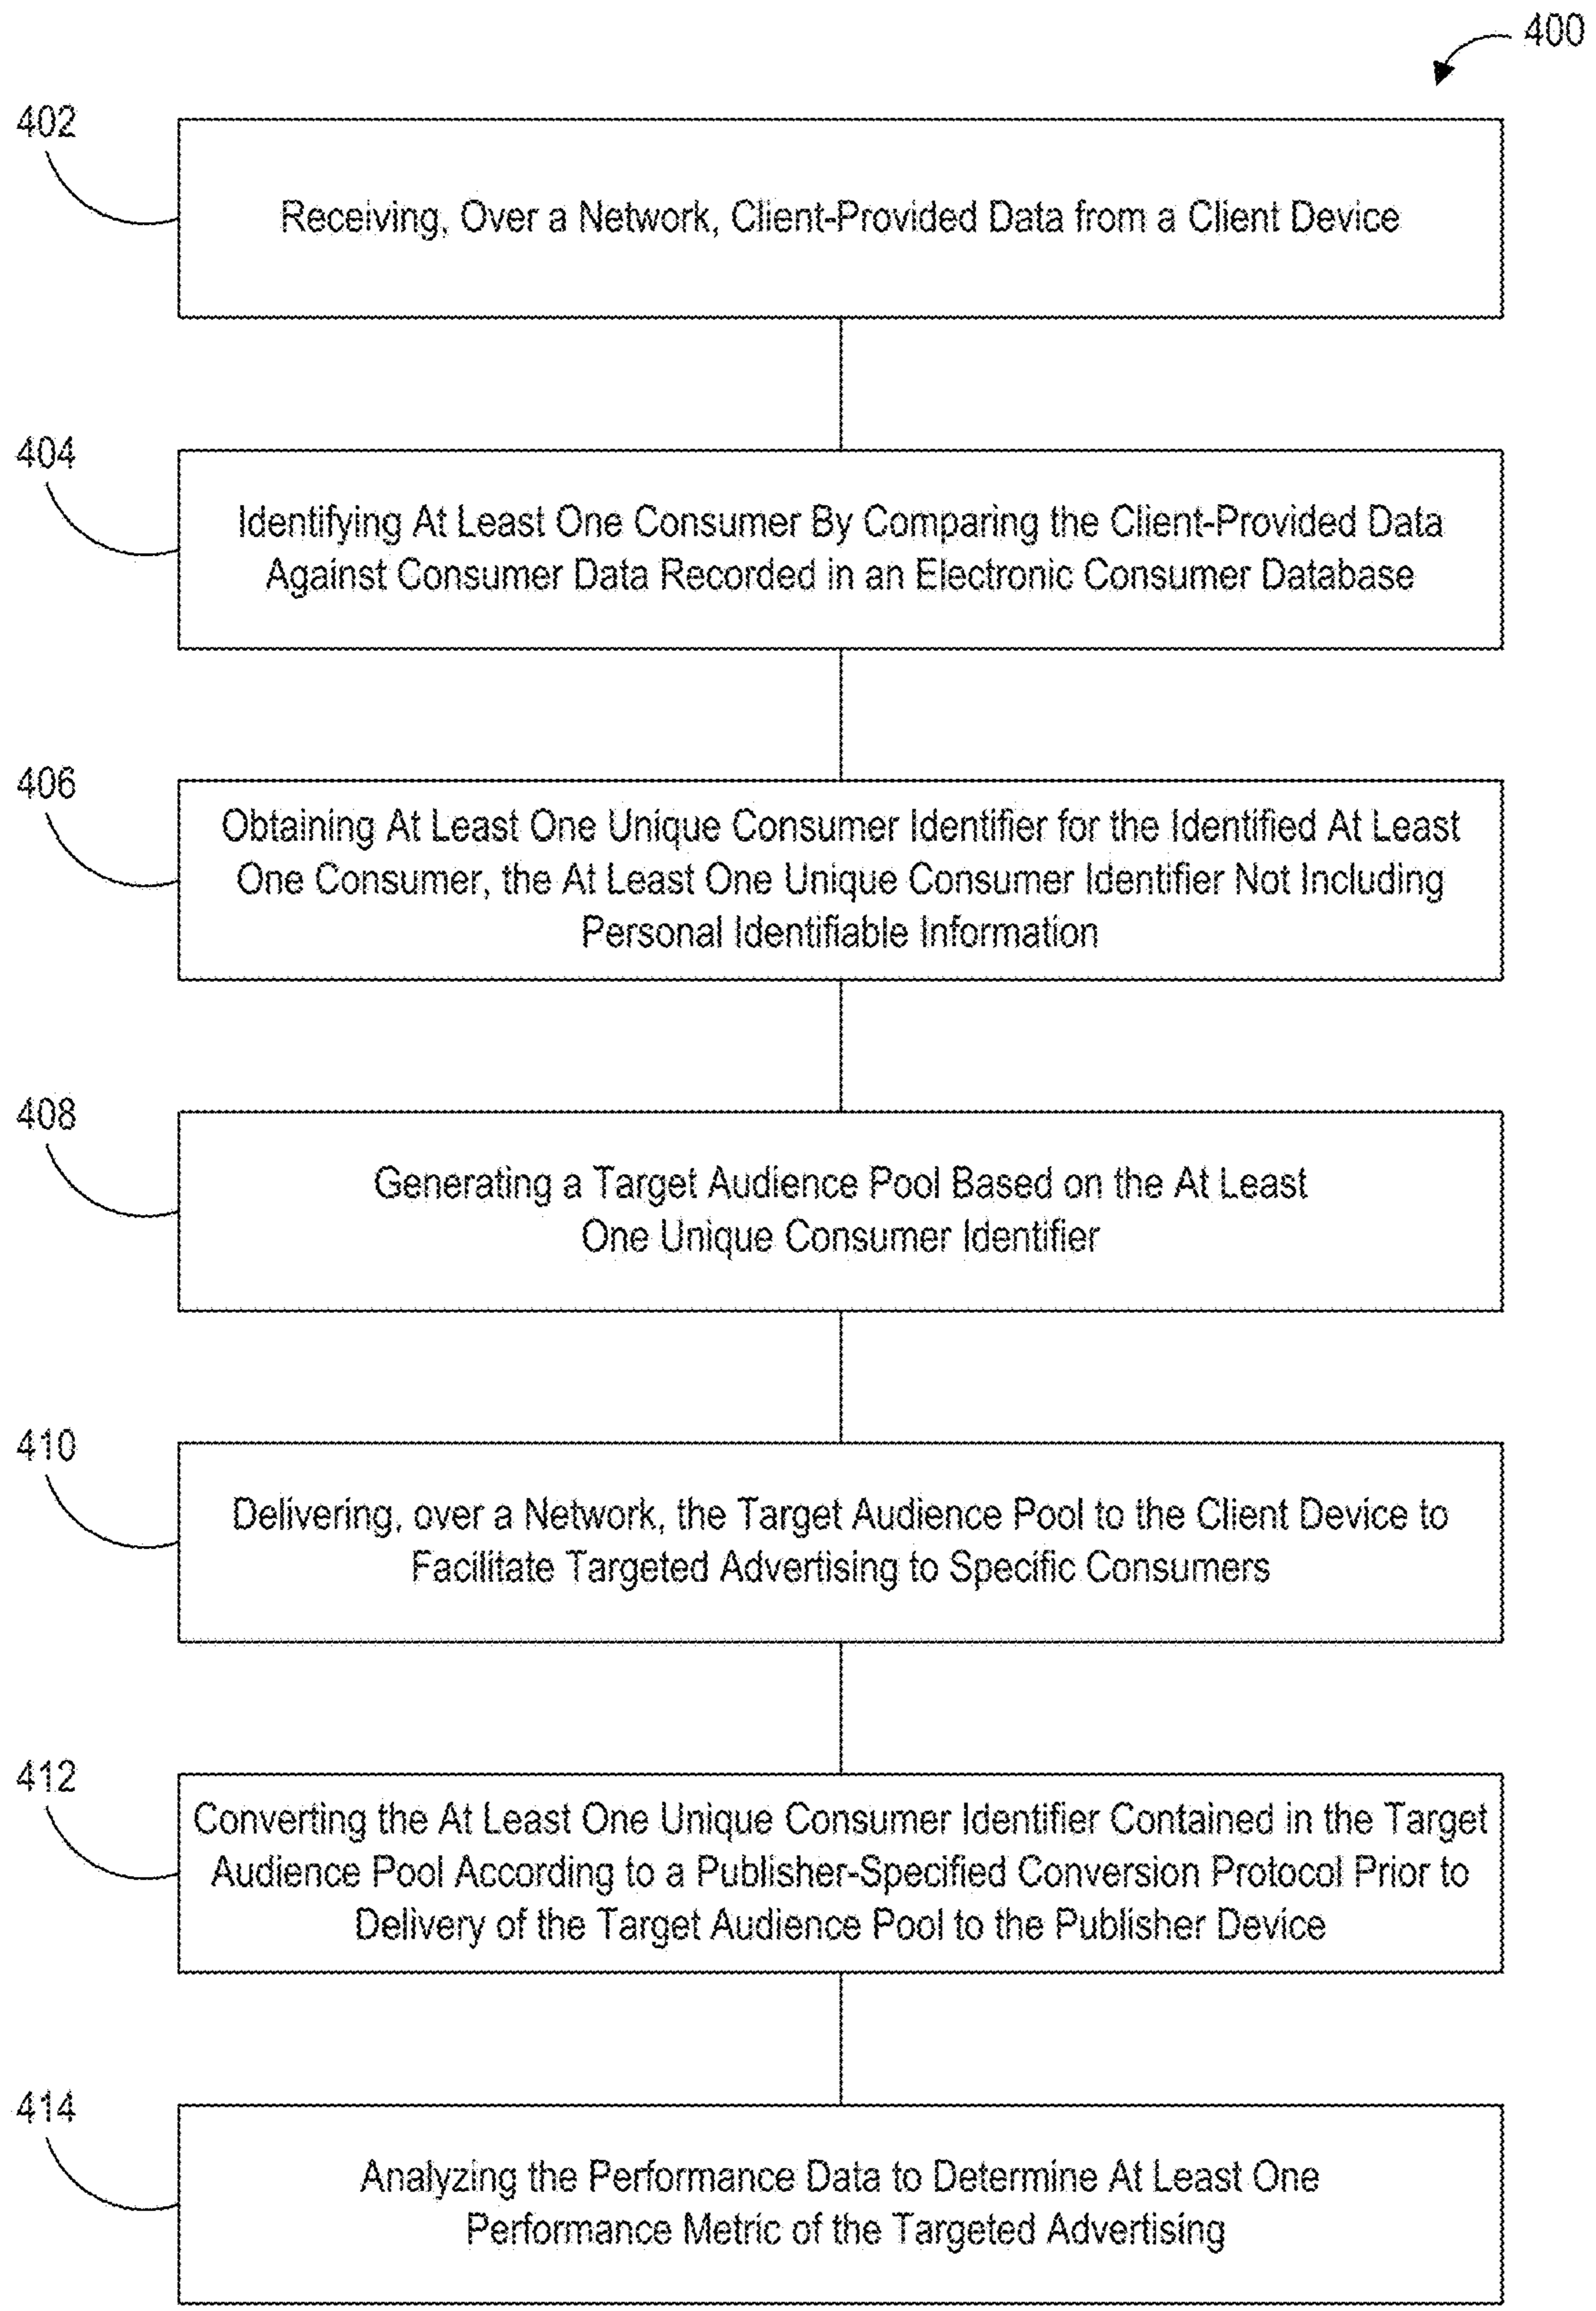 400
402
Receiving, Over a Network, Client-Provided Data from a Client Device
404
Identifying At Least One Consumer By Comparing the Client-Provided Data
Against Consumer Data Recorded in an Electronic Consumer Database
406
Obtaining At Least One Unique Consumer Identifier for the Identified At Least
One Consumer, the At Least One Unique Consumer Identifier Not Including
Personal Identifiable Information
408
Generating a Target Audience Pool Based on the At Least
One Unique Consumer Identifier
410
Delivering, over a Network, the Target Audience Pool to the Client Device to
Facilitate Targeted Advertising to Specific Consumers
412
Converting the At Least One Unique Consumer Identifier Contained in the Target
Audience Pool According to a Publisher-Specified Conversion Protocol Prior to
Delivery of the Target Audience Pool to the Publisher Device
414
Analyzing the Performance Data to Determine At Least One
Performance Metric of the Targeted Advertising